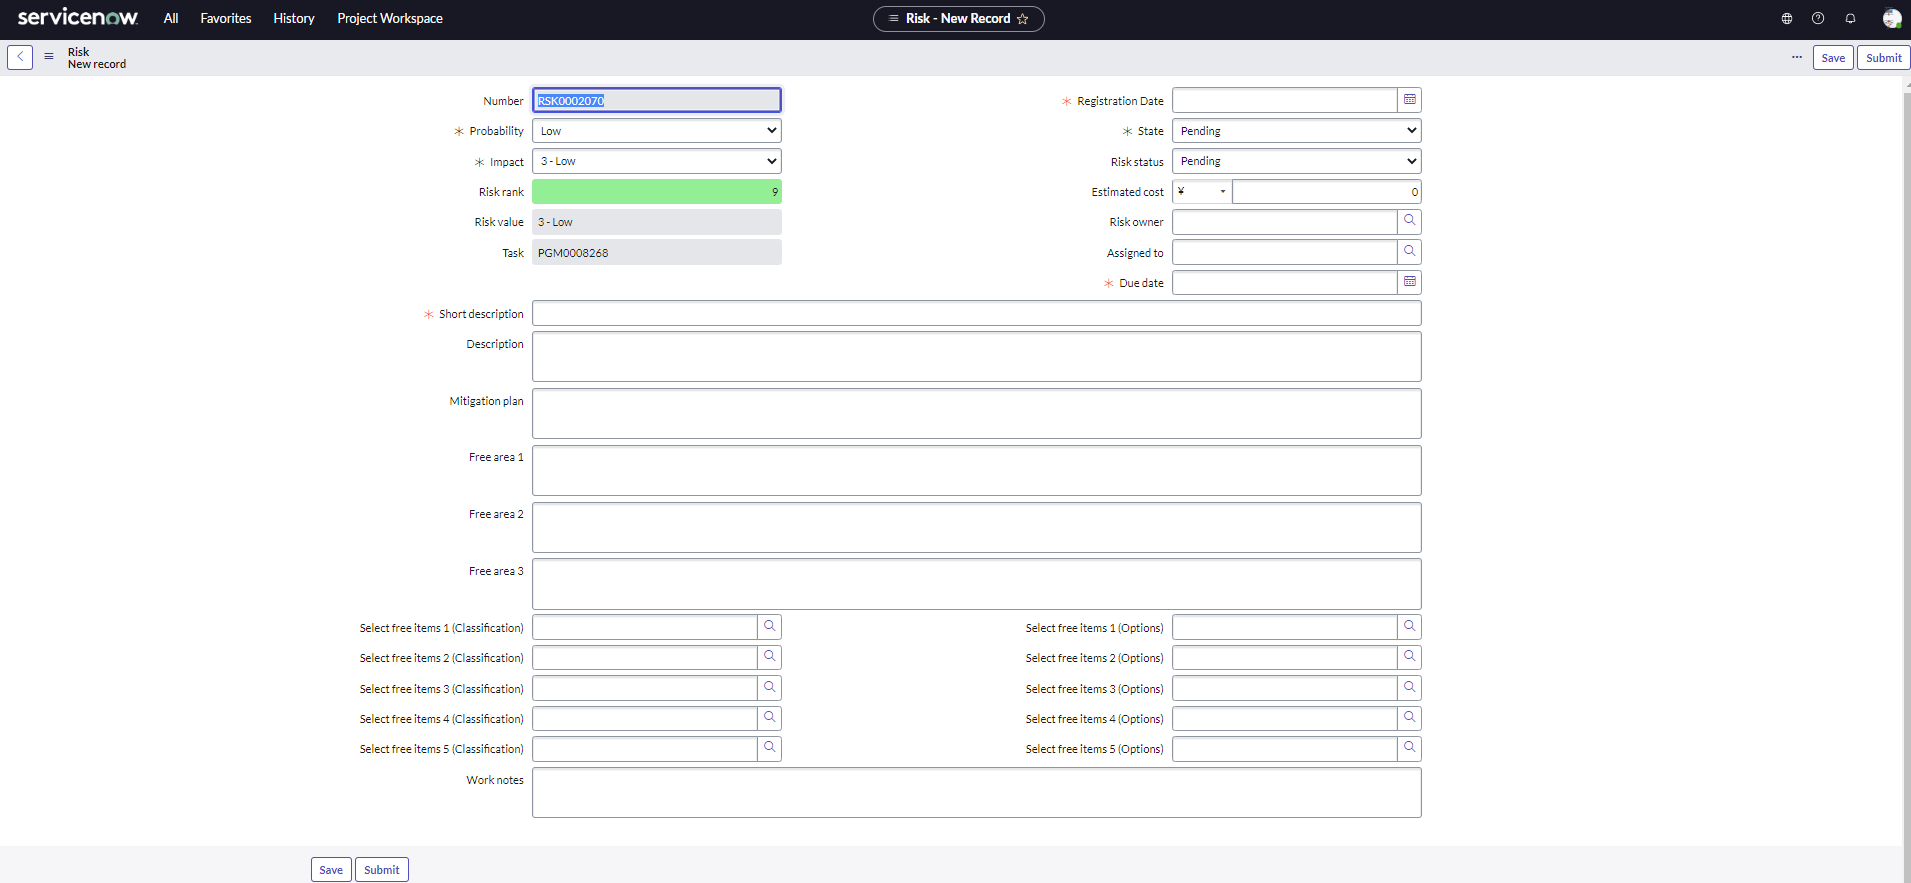 servicenow All Favorites History Project Workspace Risk - New Record
Risk
New record
Save Submit
Number RSK0002070 Registration Date
Probability Low State Pending
Impact 3 - Low Risk status Pending
Risk rank 9 Estimated cost ¥ 0
Risk value 3 - Low Risk owner
Task PGM0008268 Assigned to
Due date
Short description
Description
Mitigation plan
Free area 1
Free area 2
Free area 3
Select free items 1 (Classification) Select free items 1 (Options)
Select free items 2 (Classification) Select free items 2 (Options)
Select free items 3 (Classification) Select free items 3 (Options)
Select free items 4 (Classification) Select free items 4 (Options)
Select free items 5 (Classification) Select free items 5 (Options)
Work notes
Save Submit